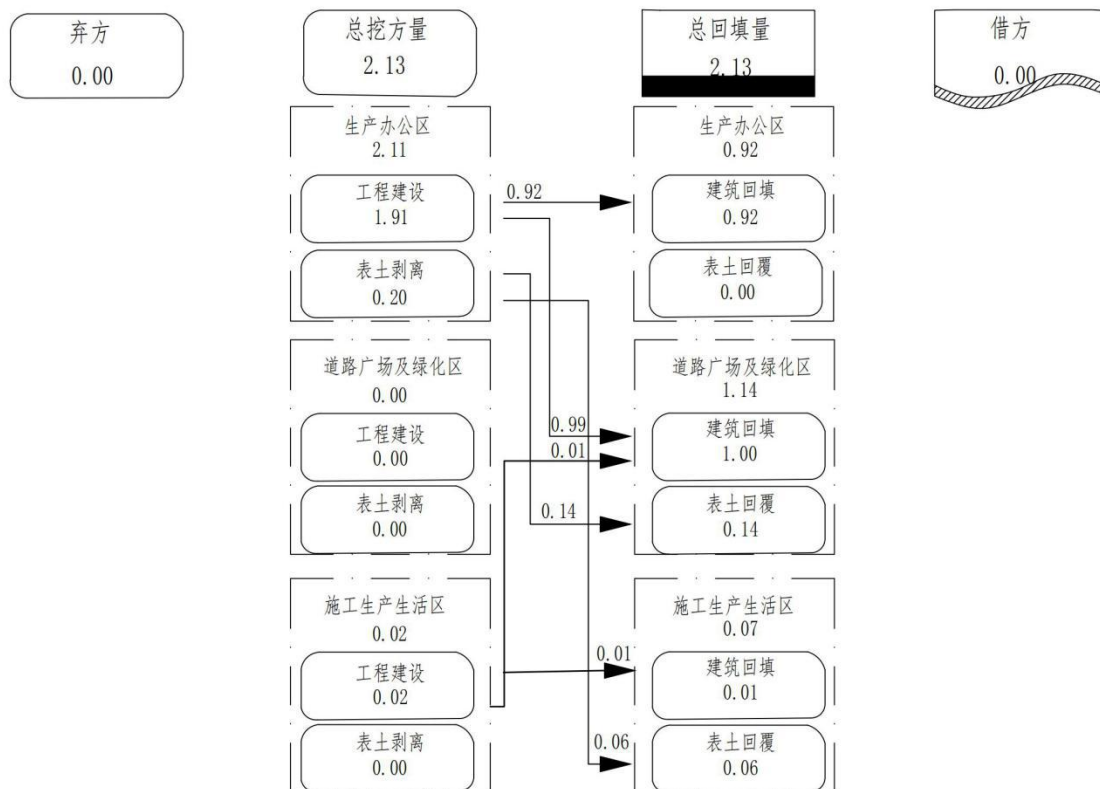 弃方
0.00
总挖方量
2.13
总回填量
2.13
借方
0.00
生产办公区
2.11
工程建设
1.91
表土剥离
0.20
道路广场及绿化区
0.00
工程建设
0.00
表土剥离
0.00
施工生产生活区
0.02
工程建设
0.02
表土剥离
0.00
0.92
0.99
0.01
0.14
0.01
0.06
生产办公区
0.92
建筑回填
0.92
表土回覆
0.00
道路广场及绿化区
1.14
建筑回填
1.00
表土回覆
0.14
施工生产生活区
0.07
建筑回填
0.01
表土回覆
0.06